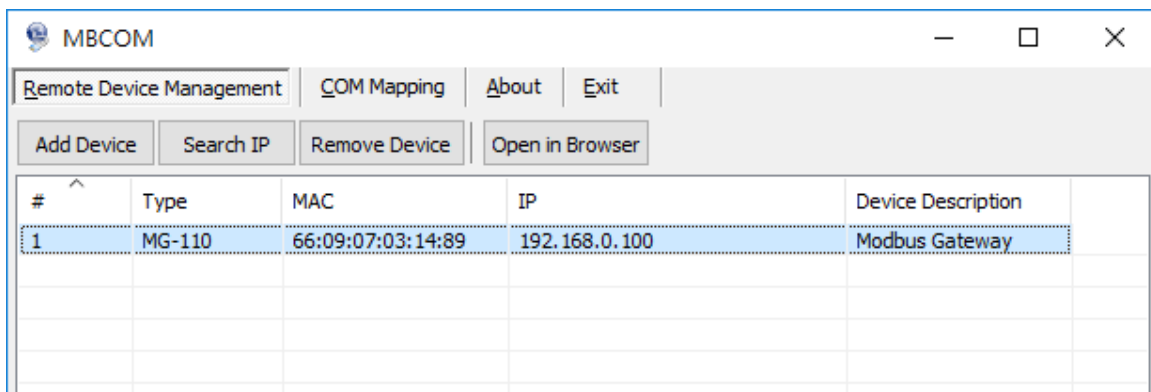 MBCOM
Remote Device Management COM Mapping About Exit
Add Device Search IP Remove Device Open in Browser
# Type MAC IP Device Description
1 MG-110 66:09:07:03:14:89 192.168.0.100 Modbus Gateway